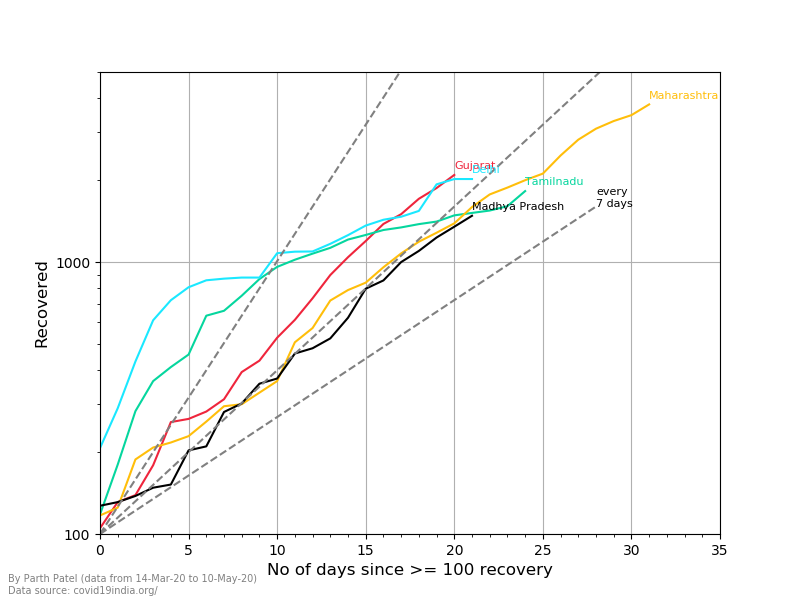 Maharashtra
Gujarat
Delhi
Tamilnadu
every
7 days
Madhya Pradesh
1000
100
Recovered
0 5 10 15 20 25 30 35
No of days since >= 100 recovery
By Parth Patel (data from 14-Mar-20 to 10-May-20)
Data source: covid19india.org/